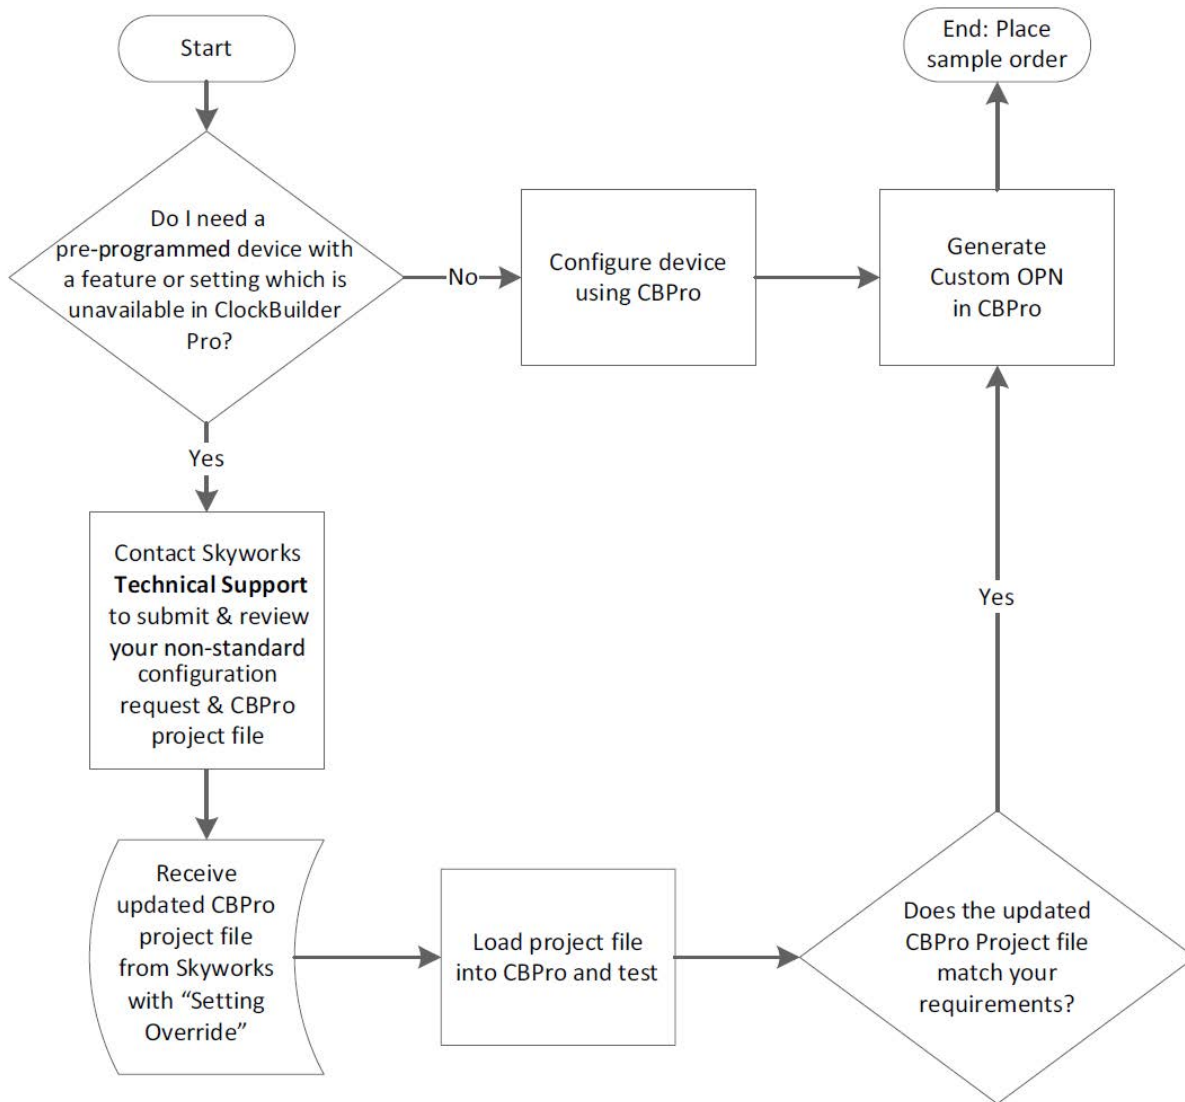 Start
Do I need a
pre-programmed device with
a feature or setting which is
unavailable in ClockBuilder
Pro?
No
Configure device
using CBPro
Generate
Custom OPN
in CBPro
End: Place
sample order
Yes
Contact Skyworks
Technical Support
to submit & review
your non-standard
configuration
request & CBPro
project file
Receive
updated CBPro
project file
from Skyworks
with “Setting
Override”
Load project file
into CBPro and test
Does the updated
CBPro Project file
match your
requirements?
Yes